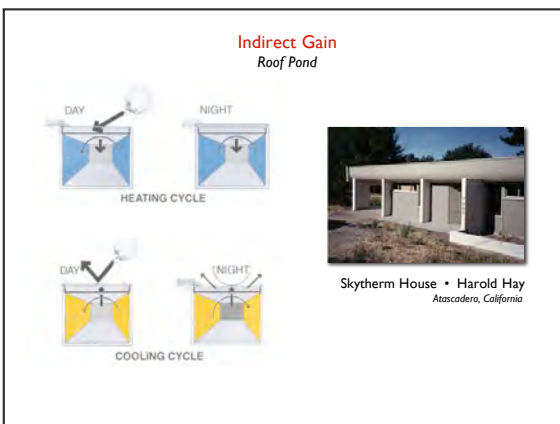 Indirect Gain
Roof Pond
DAY
NIGHT
HEATING CYCLE
DAY
NIGHT
COOLING CYCLE
Skytherm House • Harold Hay
Atascadero, California